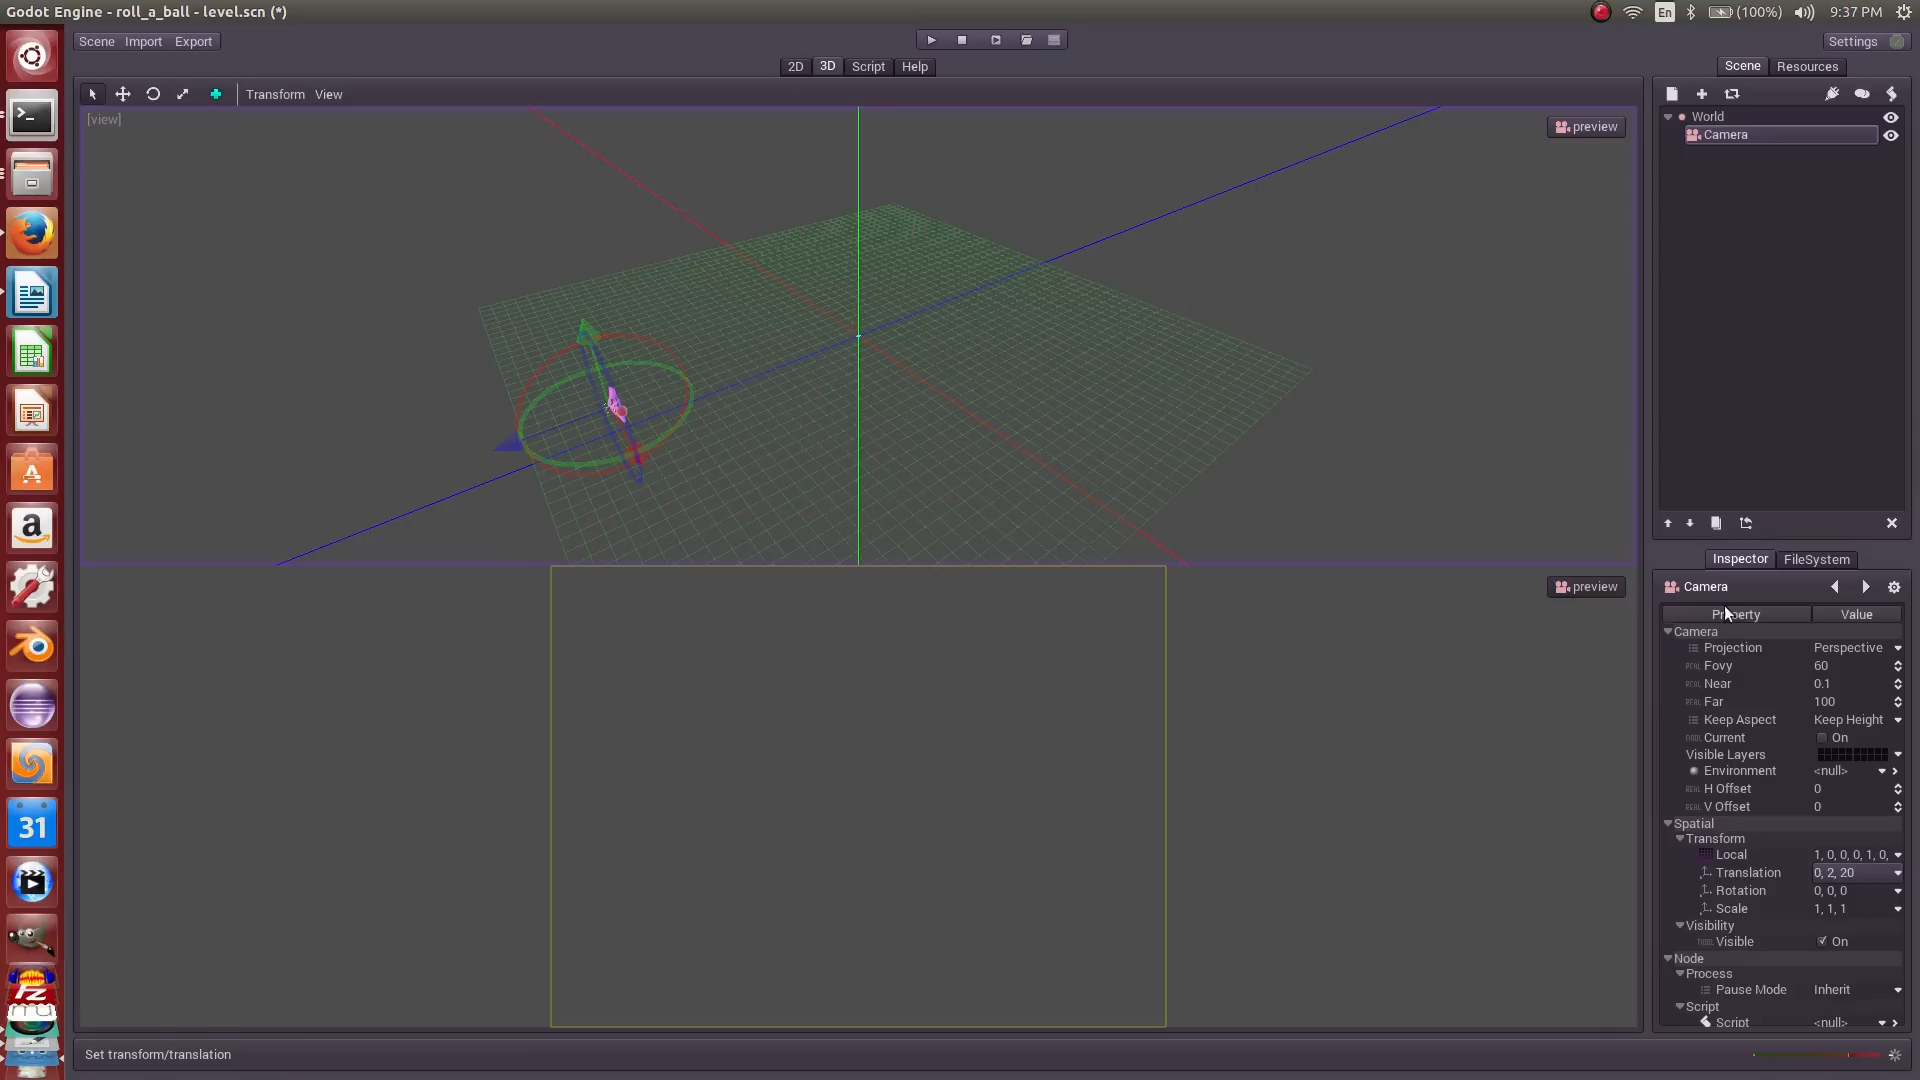 Godot Engine - roll_a_ball - level.scn (*)
En
(100%)
9:37 PM
Scene Import Export
Settings
2D 3D Script Help
Scene Resources
Transform View
[view]
preview
World
Camera
Inspector FileSystem
preview
Camera
Property Value
Camera
Projection Perspective
Fovy 60
Near 0.1
Far 100
Keep Aspect Keep Height
Current On
Visible Layers
Environment <null>
H Offset 0
V Offset 0
Spatial
Transform
Local 1, 0, 0, 0, 1, 0,
Translation 0, 2, 20
Rotation 0, 0, 0
Scale 1, 1, 1
Visibility
Visible On
Node
Process
Pause Mode Inherit
Script
Script <null>
Set transform/translation
a
31
FZ